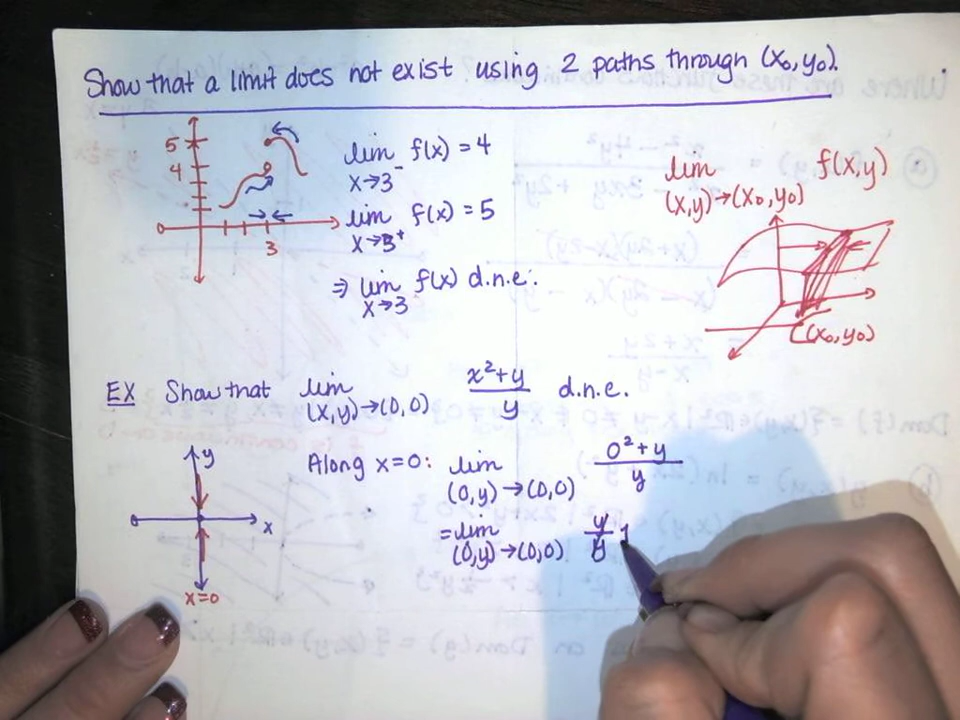 Show that a limit does not exist using 2 paths through (x₀,y₀).
5
4
3
lim f(x) = 4
x→3⁻
lim f(x) = 5
x→3⁺
⇒ lim f(x) d.n.e.
x→3
lim f(x,y)
(x,y)→(x₀,y₀)
(x₀,y₀)
EX Show that lim x²+y / y d.n.e.
(x,y)→(0,0)
y
x
x=0
Along x=0: lim 0²+y / y
(0,y)→(0,0)
= lim y / y 1
(0,y)→(0,0)